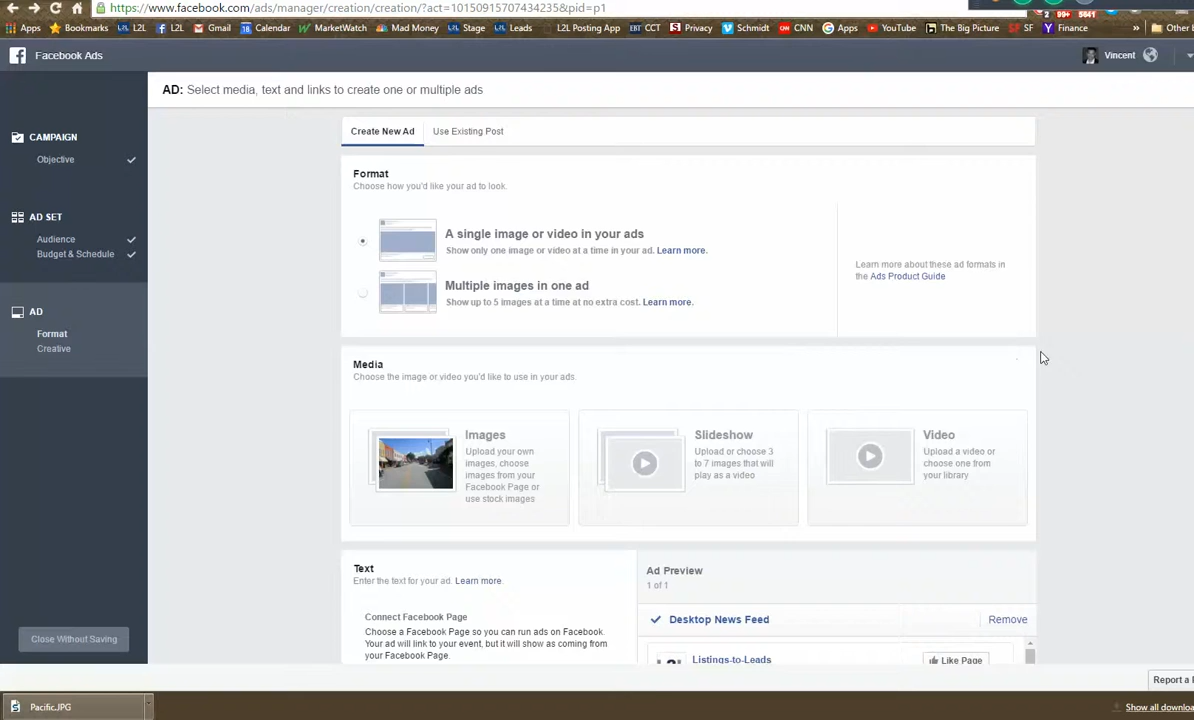 https://www.facebook.com/ads/manager/creation/creation/?act=10150915707434235&pid=p1
Apps
Bookmarks
L2L
L2L
Gmail
18 Calendar
MarketWatch
Mad Money
Stage
Leads
L2L Posting App
EBT CCT
Privacy
Schmidt
CNN
Apps
YouTube
The Big Picture
SF
Finance
»
Other
2 99+ 5841
Facebook Ads
Vincent
AD: Select media, text and links to create one or multiple ads
CAMPAIGN
Objective
AD SET
Audience
Budget & Schedule
AD
Format
Creative
Close Without Saving
Create New Ad
Use Existing Post
Format
Choose how you'd like your ad to look.
A single image or video in your ads
Show only one image or video at a time in your ad. Learn more.
Multiple images in one ad
Show up to 5 images at a time at no extra cost. Learn more.
Learn more about these ad formats in
the Ads Product Guide
Media
Choose the image or video you'd like to use in your ads.
Images
Upload your own
images, choose
images from your
Facebook Page or
use stock images
Slideshow
Upload or choose 3
to 7 images that will
play as a video
Video
Upload a video or
choose one from
your library
Text
Enter the text for your ad. Learn more.
Connect Facebook Page
Choose a Facebook Page so you can run ads on Facebook.
Your ad will link to your event, but it will show as coming from
your Facebook Page.
Ad Preview
1 of 1
Desktop News Feed
Remove
Listings-to-Leads
Like Page
Report a
Pacific.JPG
Show all